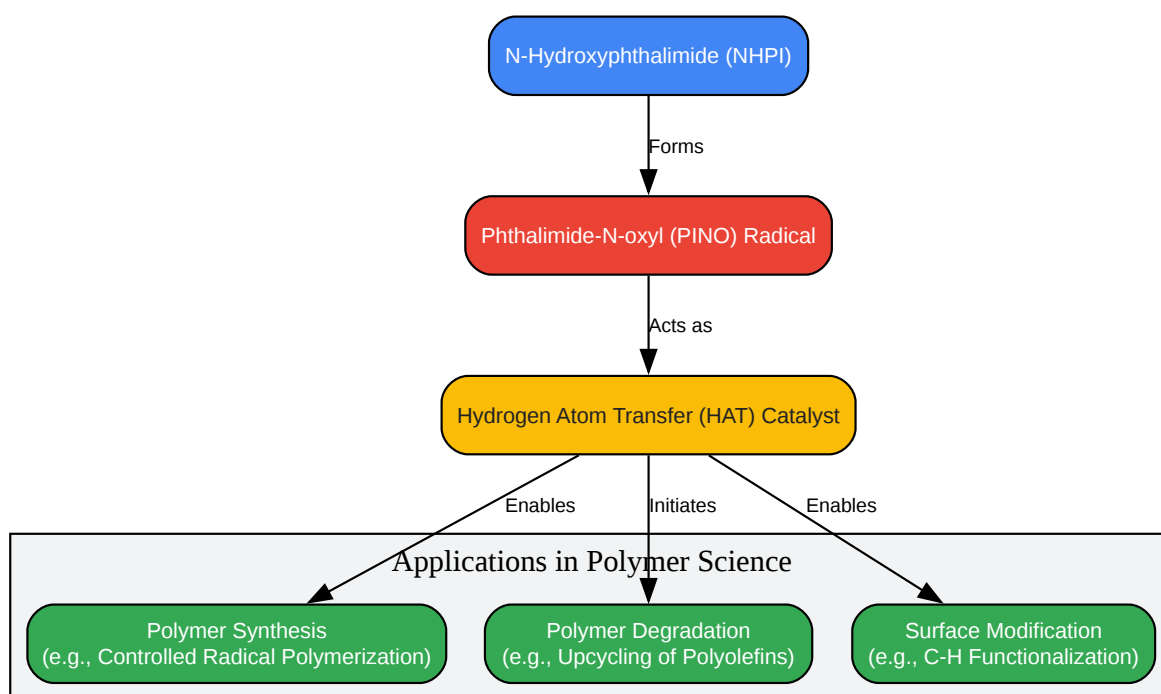 N-Hydroxyphthalimide (NHPI)
Forms
Phthalimide-N-oxyl (PINO) Radical
Acts as
Hydrogen Atom Transfer (HAT) Catalyst
Enables
Initiates
Enables
Applications in Polymer Science
Polymer Synthesis
(e.g., Controlled Radical Polymerization)
Polymer Degradation
(e.g., Upcycling of Polyolefins)
Surface Modification
(e.g., C-H Functionalization)